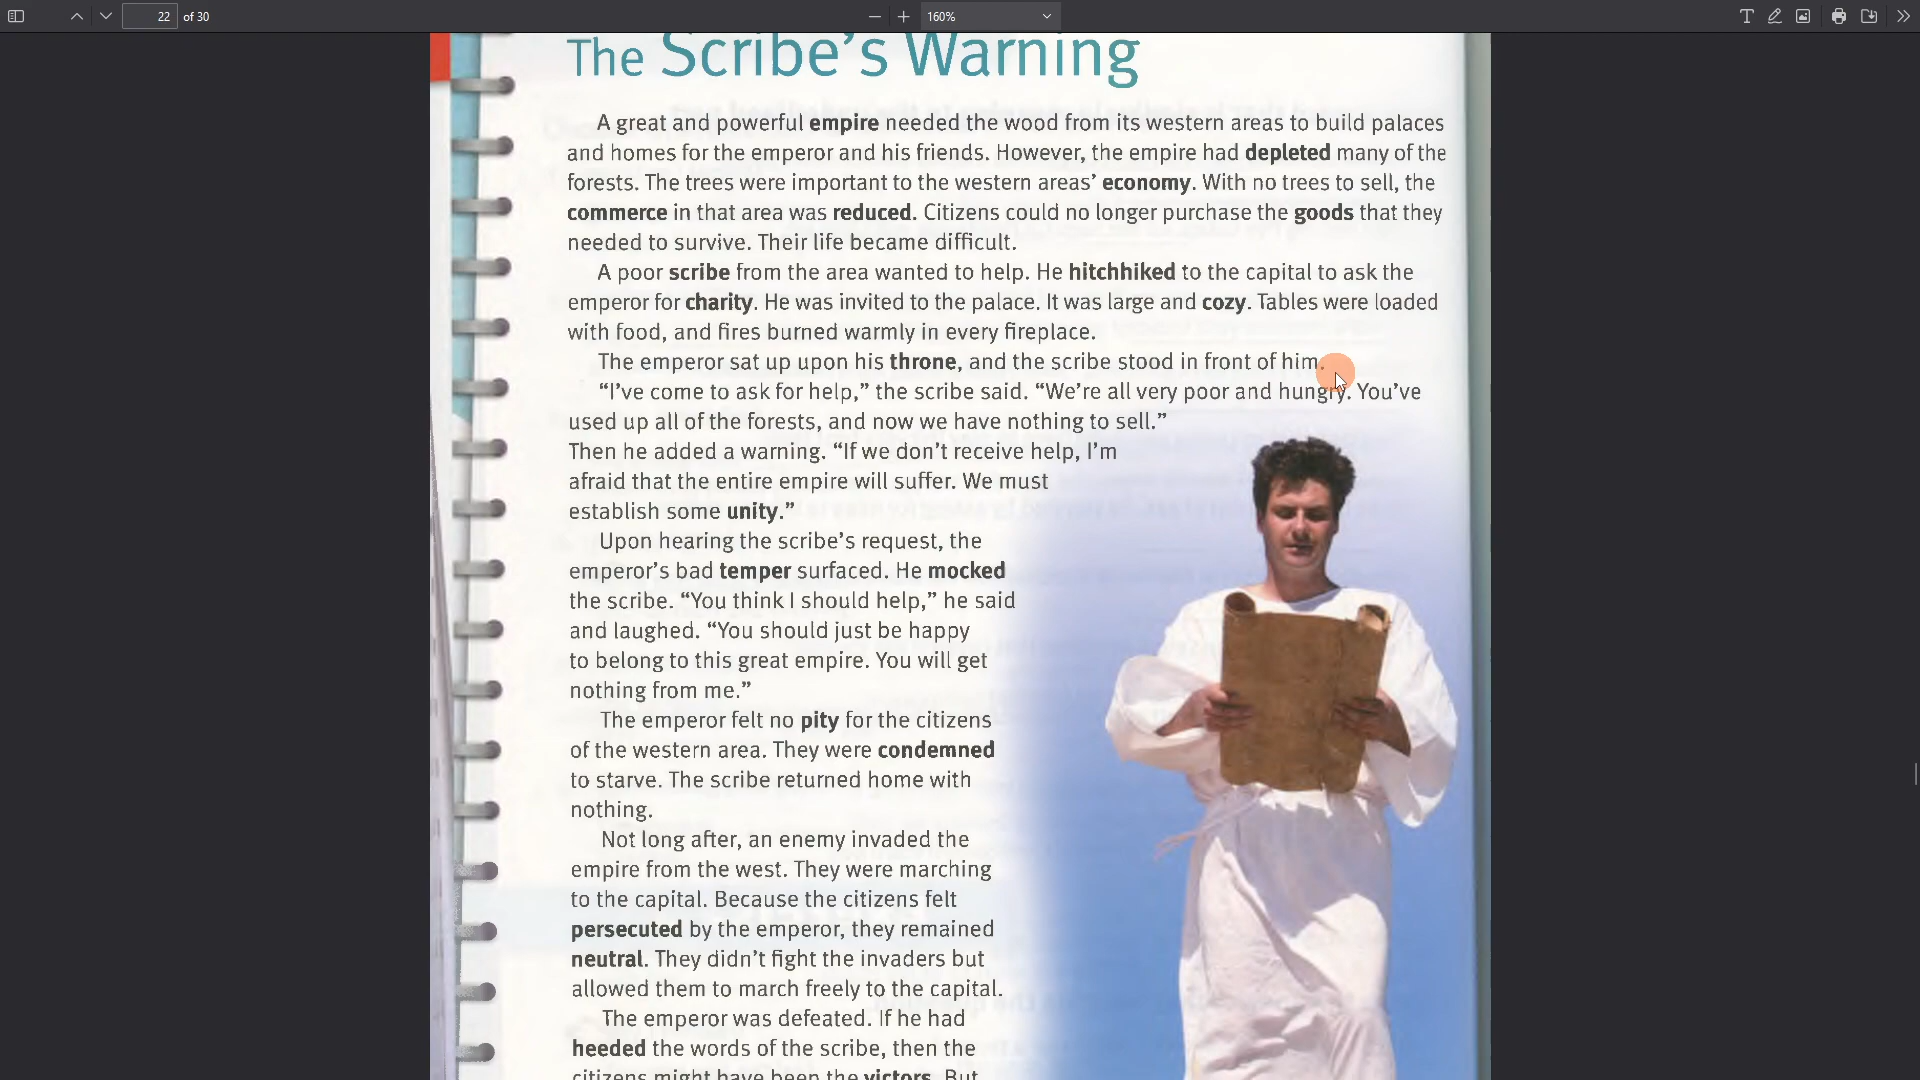 22 of 30
160%
The Scribe's Warning
A great and powerful empire needed the wood from its western areas to build palaces
and homes for the emperor and his friends. However, the empire had depleted many of the
forests. The trees were important to the western areas' economy. With no trees to sell, the
commerce in that area was reduced. Citizens could no longer purchase the goods that they
needed to survive. Their life became difficult.
A poor scribe from the area wanted to help. He hitchhiked to the capital to ask the
emperor for charity. He was invited to the palace. It was large and cozy. Tables were loaded
with food, and fires burned warmly in every fireplace.
The emperor sat up upon his throne, and the scribe stood in front of him.
“I've come to ask for help,” the scribe said. “We're all very poor and hungry. You've
used up all of the forests, and now we have nothing to sell.”
Then he added a warning. “If we don't receive help, I'm
afraid that the entire empire will suffer. We must
establish some unity.”
Upon hearing the scribe's request, the
emperor's bad temper surfaced. He mocked
the scribe. “You think I should help,” he said
and laughed. “You should just be happy
to belong to this great empire. You will get
nothing from me.”
The emperor felt no pity for the citizens
of the western area. They were condemned
to starve. The scribe returned home with
nothing.
Not long after, an enemy invaded the
empire from the west. They were marching
to the capital. Because the citizens felt
persecuted by the emperor, they remained
neutral. They didn't fight the invaders but
allowed them to march freely to the capital.
The emperor was defeated. If he had
heeded the words of the scribe, then the
citizens might have been the victors. But